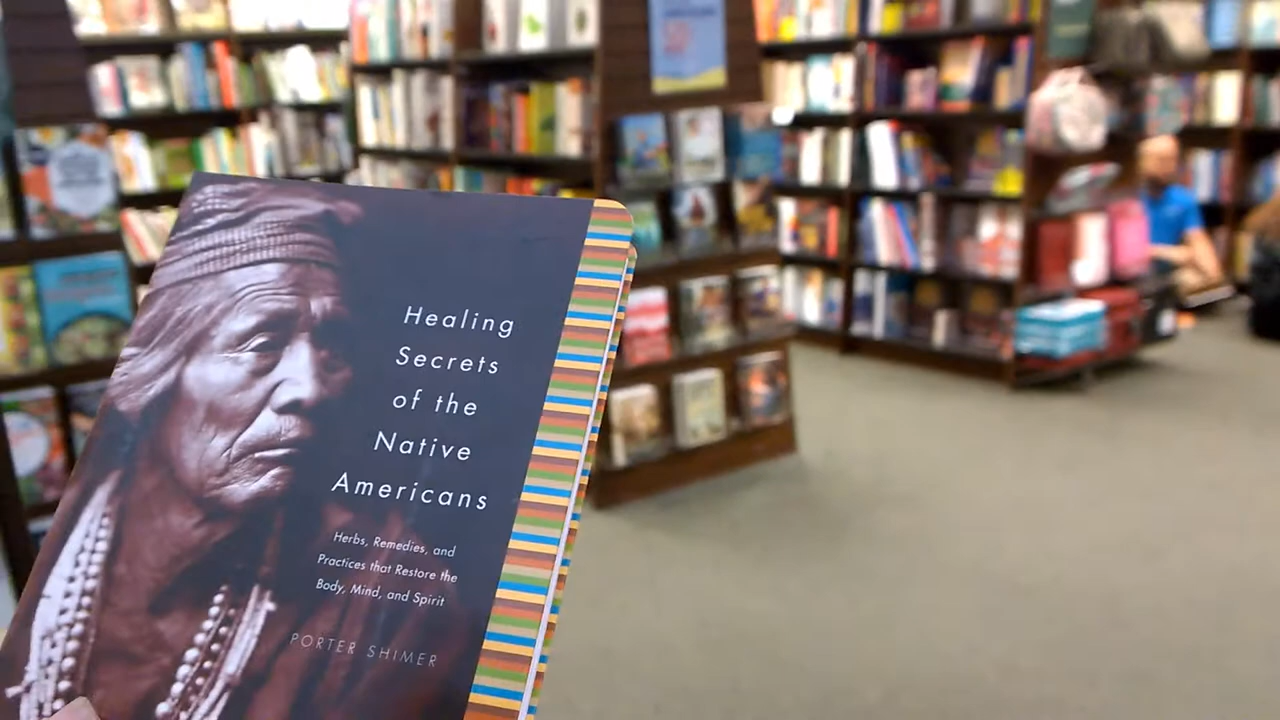 Healing
Secrets
of the
Native
Americans
Herbs, Remedies, and
Practices that Restore the
Body, Mind, and Spirit
PORTER SHIMER